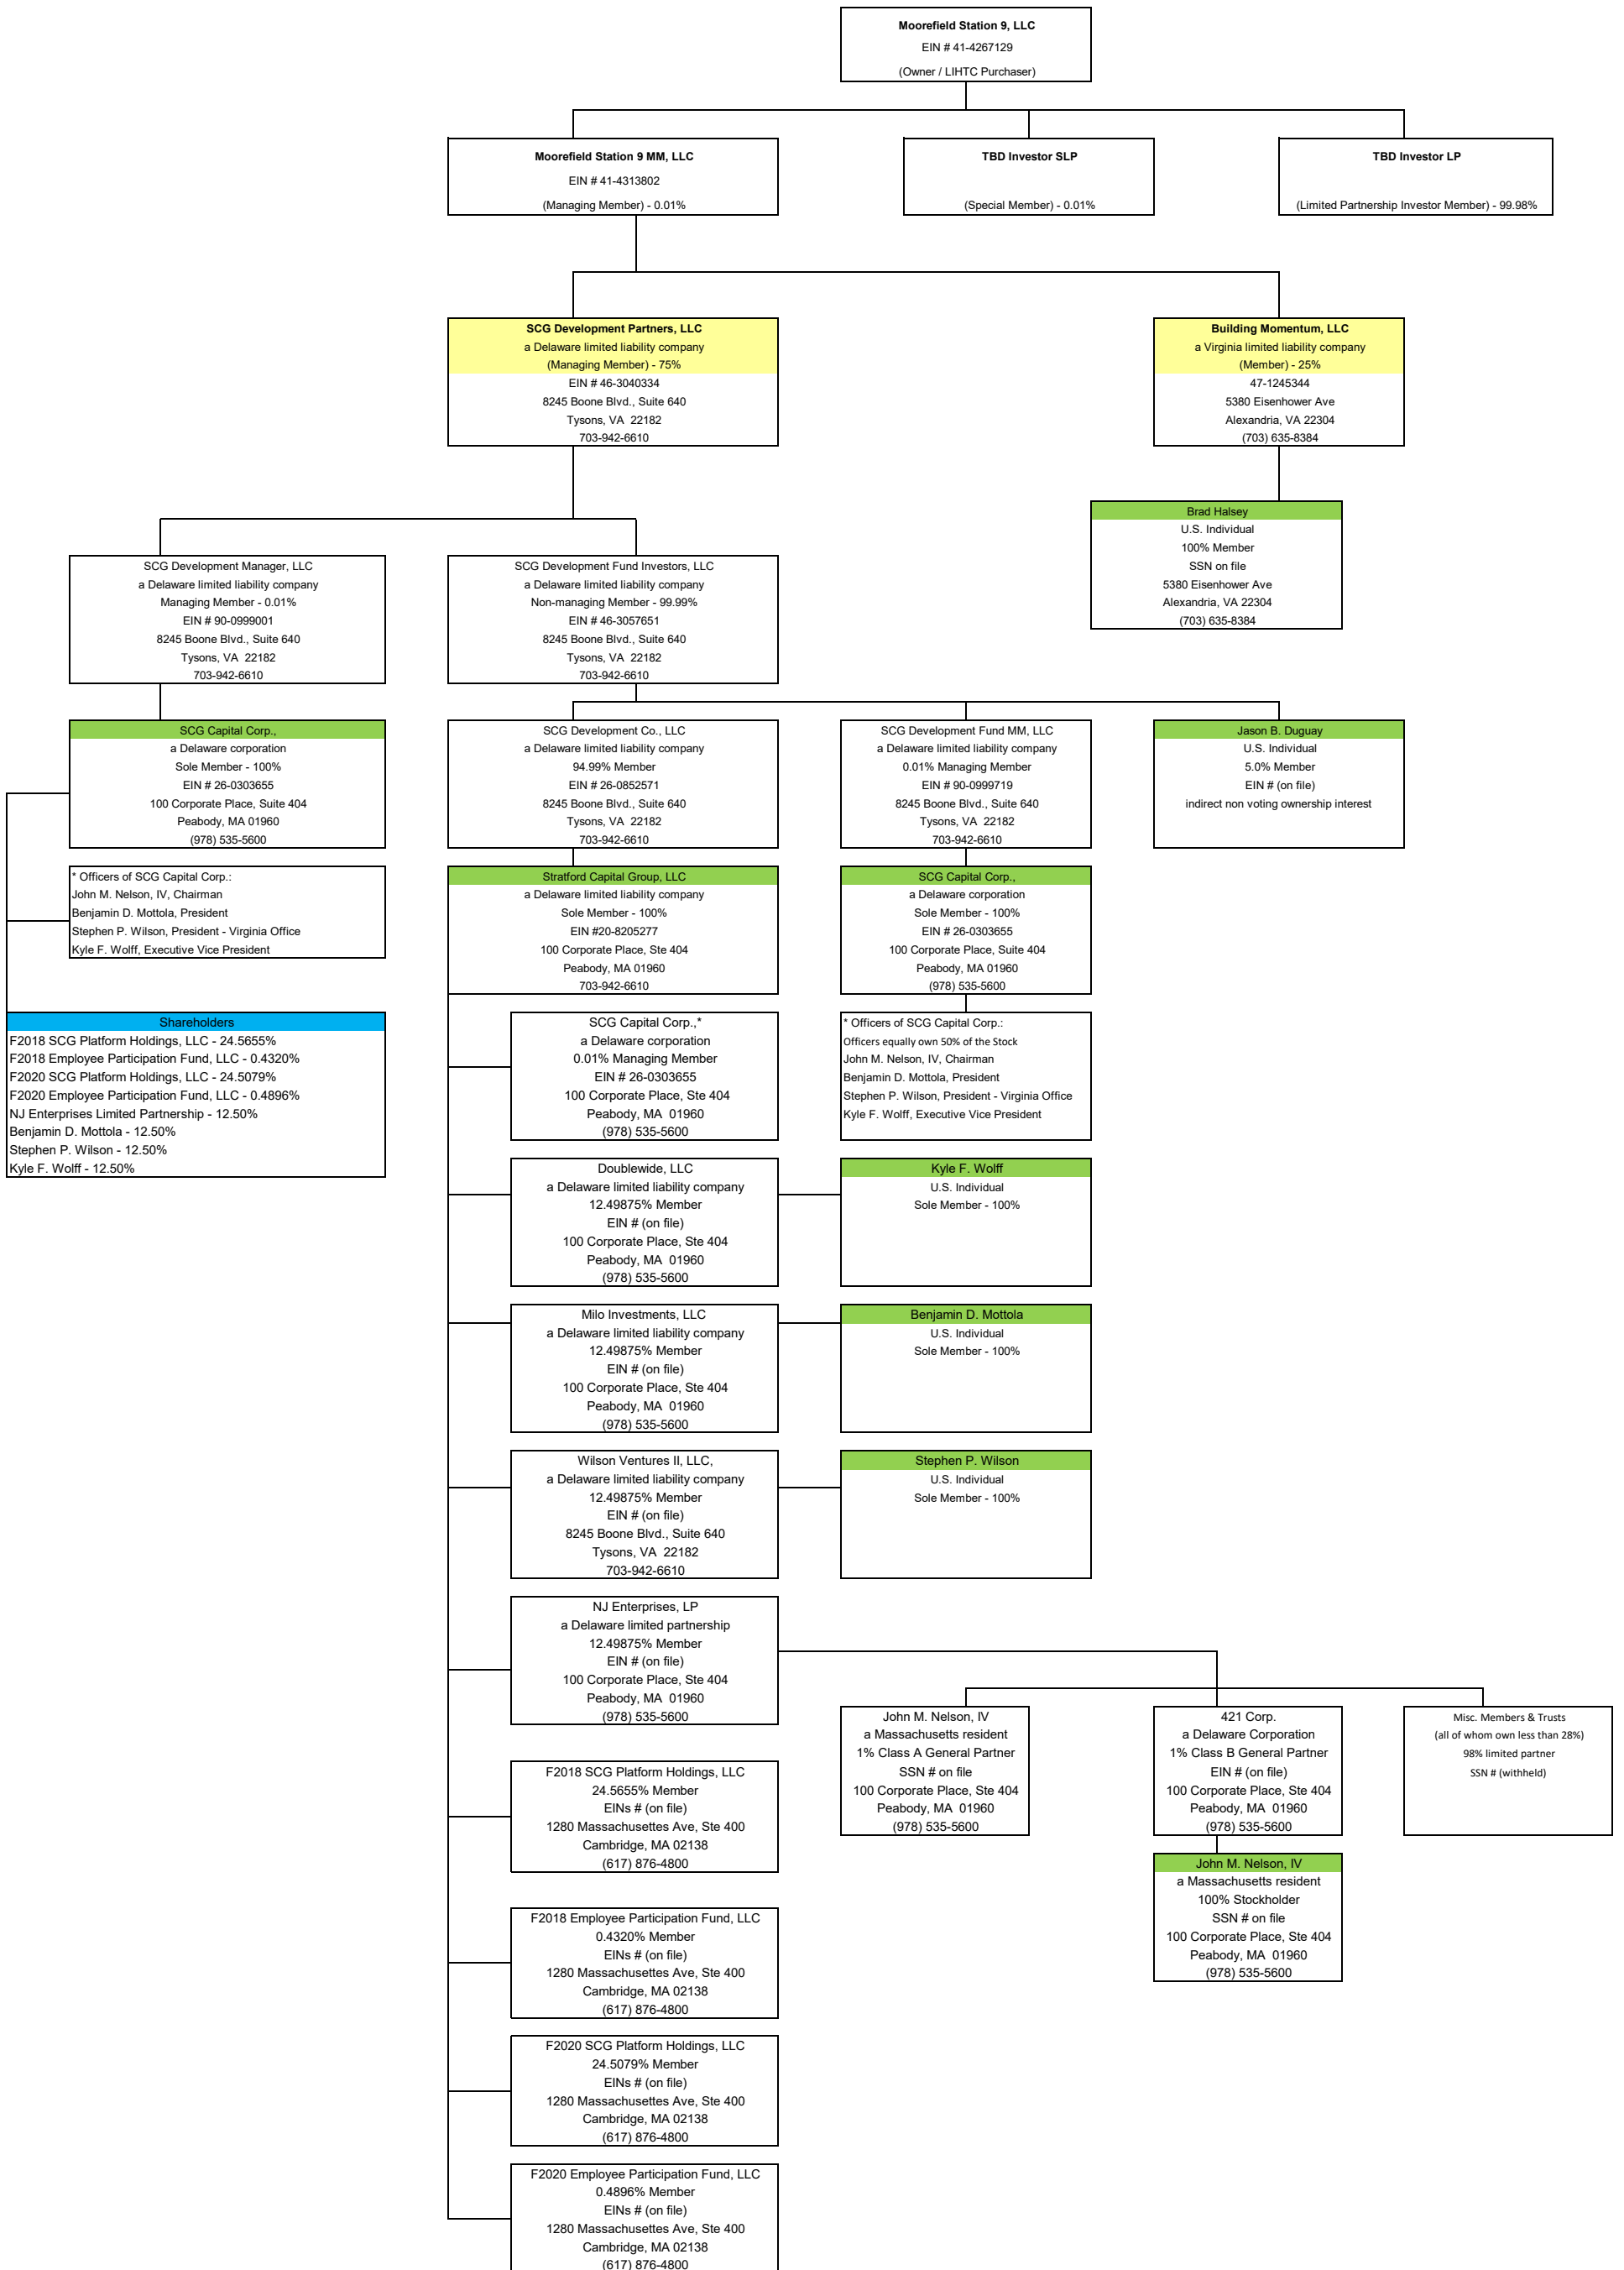 Moorefield Station 9, LLC
EIN # 41-4267129
(Owner / LIHTC Purchaser)
Moorefield Station 9 MM, LLC
EIN # 41-4313802
(Managing Member) - 0.01%
TBD Investor SLP
(Special Member) - 0.01%
TBD Investor LP
(Limited Partnership Investor Member) - 99.98%
SCG Development Partners, LLC
a Delaware limited liability company
(Managing Member) - 75%
EIN # 46-3040334
8245 Boone Blvd., Suite 640
Tysons, VA 22182
703-942-6610
Building Momentum, LLC
a Virginia limited liability company
(Member) - 25%
47-1245344
5380 Eisenhower Ave
Alexandria, VA 22304
(703) 635-8384
Brad Halsey
U.S. Individual
100% Member
SSN on file
5380 Eisenhower Ave
Alexandria, VA 22304
(703) 635-8384
SCG Development Manager, LLC
a Delaware limited liability company
Managing Member - 0.01%
EIN # 90-0999001
8245 Boone Blvd., Suite 640
Tysons, VA 22182
703-942-6610
SCG Development Fund Investors, LLC
a Delaware limited liability company
Non-managing Member - 99.99%
EIN # 46-3057651
8245 Boone Blvd., Suite 640
Tysons, VA 22182
703-942-6610
SCG Capital Corp.,
a Delaware corporation
Sole Member - 100%
EIN # 26-0303655
100 Corporate Place, Suite 404
Peabody, MA 01960
(978) 535-5600
SCG Development Co., LLC
a Delaware limited liability company
94.99% Member
EIN # 26-0852571
8245 Boone Blvd., Suite 640
Tysons, VA 22182
703-942-6610
SCG Development Fund MM, LLC
a Delaware limited liability company
0.01% Managing Member
EIN # 90-0999719
8245 Boone Blvd., Suite 640
Tysons, VA 22182
703-942-6610
Jason B. Duguay
U.S. Individual
5.0% Member
EIN # (on file)
indirect non voting ownership interest
* Officers of SCG Capital Corp.:
John M. Nelson, IV, Chairman
Benjamin D. Mottola, President
Stephen P. Wilson, President - Virginia Office
Kyle F. Wolff, Executive Vice President
Stratford Capital Group, LLC
a Delaware limited liability company
Sole Member - 100%
EIN #20-8205277
100 Corporate Place, Ste 404
Peabody, MA 01960
703-942-6610
SCG Capital Corp.,
a Delaware corporation
Sole Member - 100%
EIN # 26-0303655
100 Corporate Place, Suite 404
Peabody, MA 01960
(978) 535-5600
Shareholders
F2018 SCG Platform Holdings, LLC - 24.5655%
F2018 Employee Participation Fund, LLC - 0.4320%
F2020 SCG Platform Holdings, LLC - 24.5079%
F2020 Employee Participation Fund, LLC - 0.4896%
NJ Enterprises Limited Partnership - 12.50%
Benjamin D. Mottola - 12.50%
Stephen P. Wilson - 12.50%
Kyle F. Wolff - 12.50%
SCG Capital Corp.,*
a Delaware corporation
0.01% Managing Member
EIN # 26-0303655
100 Corporate Place, Ste 404
Peabody, MA 01960
(978) 535-5600
* Officers of SCG Capital Corp.:
Officers equally own 50% of the Stock
John M. Nelson, IV, Chairman
Benjamin D. Mottola, President
Stephen P. Wilson, President - Virginia Office
Kyle F. Wolff, Executive Vice President
Doublewide, LLC
a Delaware limited liability company
12.49875% Member
EIN # (on file)
100 Corporate Place, Ste 404
Peabody, MA 01960
(978) 535-5600
Kyle F. Wolff
U.S. Individual
Sole Member - 100%
Milo Investments, LLC
a Delaware limited liability company
12.49875% Member
EIN # (on file)
100 Corporate Place, Ste 404
Peabody, MA 01960
(978) 535-5600
Benjamin D. Mottola
U.S. Individual
Sole Member - 100%
Wilson Ventures II, LLC,
a Delaware limited liability company
12.49875% Member
EIN # (on file)
8245 Boone Blvd., Suite 640
Tysons, VA 22182
703-942-6610
Stephen P. Wilson
U.S. Individual
Sole Member - 100%
NJ Enterprises, LP
a Delaware limited partnership
12.49875% Member
EIN # (on file)
100 Corporate Place, Ste 404
Peabody, MA 01960
(978) 535-5600
John M. Nelson, IV
a Massachusetts resident
1% Class A General Partner
SSN # on file
100 Corporate Place, Ste 404
Peabody, MA 01960
(978) 535-5600
421 Corp.
a Delaware Corporation
1% Class B General Partner
EIN # (on file)
100 Corporate Place, Ste 404
Peabody, MA 01960
(978) 535-5600
Misc. Members & Trusts
(all of whom own less than 28%)
98% limited partner
SSN # (withheld)
F2018 SCG Platform Holdings, LLC
24.5655% Member
EINs # (on file)
1280 Massachusettes Ave, Ste 400
Cambridge, MA 02138
(617) 876-4800
John M. Nelson, IV
a Massachusetts resident
100% Stockholder
SSN # on file
100 Corporate Place, Ste 404
Peabody, MA 01960
(978) 535-5600
F2018 Employee Participation Fund, LLC
0.4320% Member
EINs # (on file)
1280 Massachusettes Ave, Ste 400
Cambridge, MA 02138
(617) 876-4800
F2020 SCG Platform Holdings, LLC
24.5079% Member
EINs # (on file)
1280 Massachusettes Ave, Ste 400
Cambridge, MA 02138
(617) 876-4800
F2020 Employee Participation Fund, LLC
0.4896% Member
EINs # (on file)
1280 Massachusettes Ave, Ste 400
Cambridge, MA 02138
(617) 876-4800